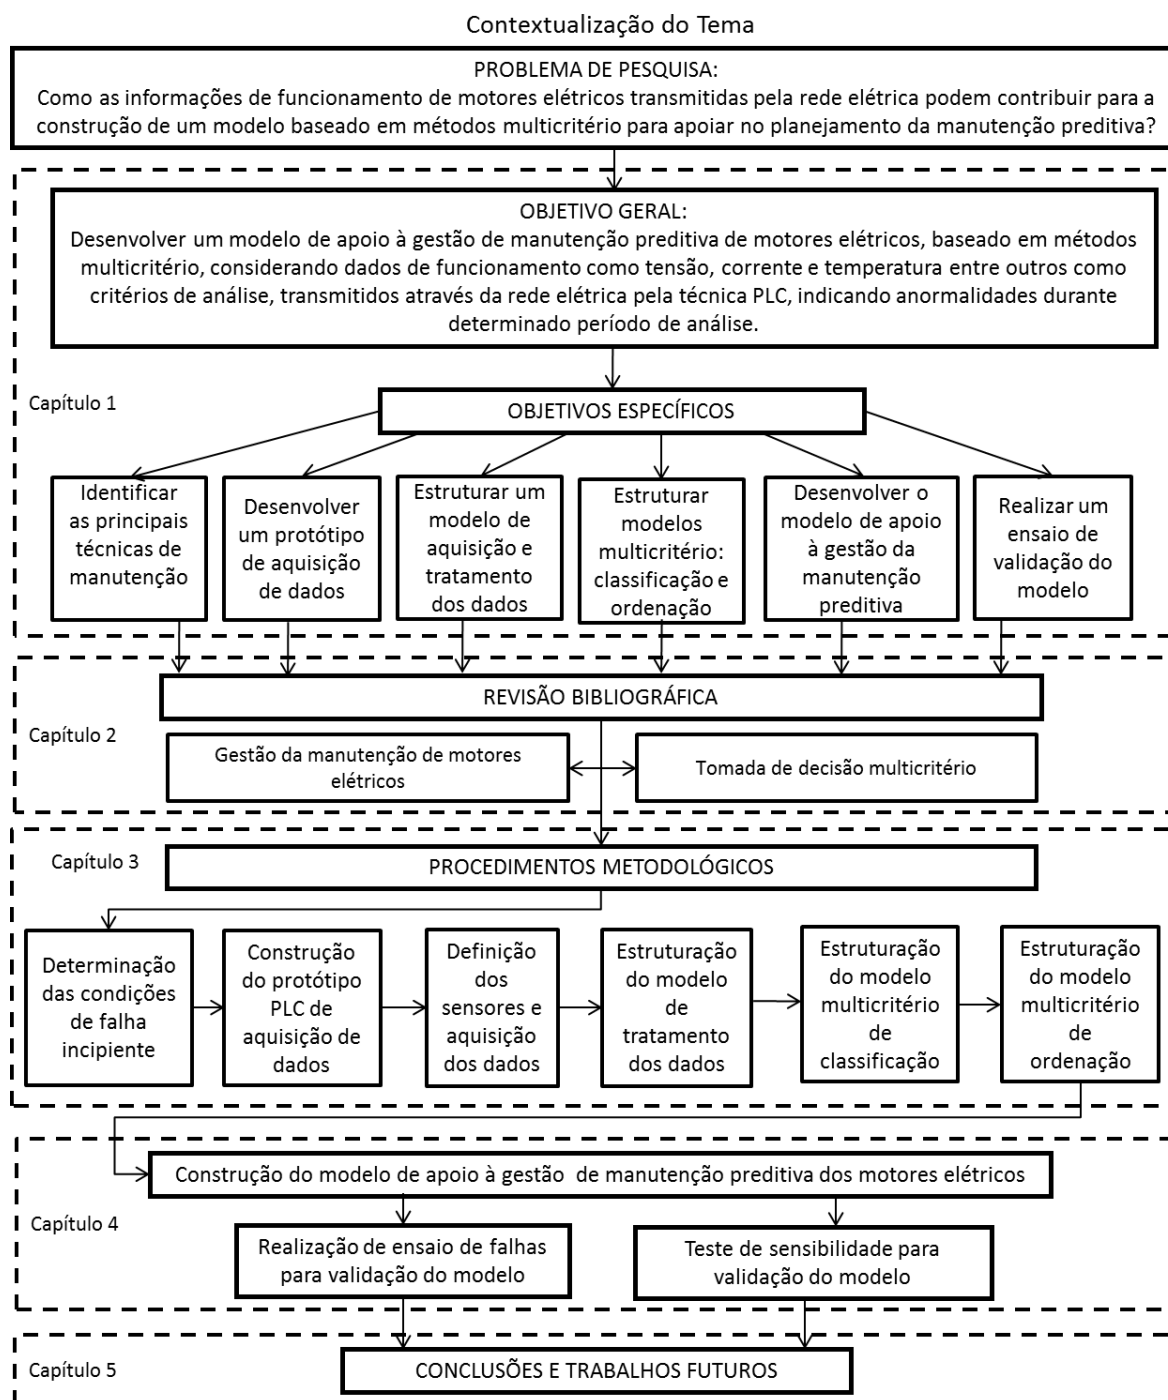 Contextualização do Tema
PROBLEMA DE PESQUISA:
Como as informações de funcionamento de motores elétricos transmitidas pela rede elétrica podem contribuir para a
construção de um modelo baseado em métodos multicritério para apoiar no planejamento da manutenção preditiva?
OBJETIVO GERAL:
Desenvolver um modelo de apoio à gestão de manutenção preditiva de motores elétricos, baseado em métodos
multicritério, considerando dados de funcionamento como tensão, corrente e temperatura entre outros como
critérios de análise, transmitidos através da rede elétrica pela técnica PLC, indicando anormalidades durante
determinado período de análise.
Capítulo 1
OBJETIVOS ESPECÍFICOS
Identificar
as principais
técnicas de
manutenção
Desenvolver
um protótipo
de aquisição
de dados
Estruturar um
modelo de
aquisição e
tratamento
dos dados
Estruturar
modelos
multicritério:
classificação e
ordenação
Desenvolver o
modelo de apoio
à gestão da
manutenção
preditiva
Realizar um
ensaio de
validação do
modelo
REVISÃO BIBLIOGRÁFICA
Capítulo 2
Gestão da manutenção de motores
elétricos
Tomada de decisão multicritério
Capítulo 3
PROCEDIMENTOS METODOLÓGICOS
Determinação
das condições
de falha
incipiente
Construção
do protótipo
PLC de
aquisição de
dados
Definição
dos
sensores e
aquisição
dos dados
Estruturação
do modelo
de
tratamento
dos dados
Estruturação
do modelo
multicritério
de
classificação
Estruturação
do modelo
multicritério
de
ordenação
Construção do modelo de apoio à gestão  de manutenção preditiva dos motores elétricos
Capítulo 4
Realização de ensaio de falhas
para validação do modelo
Teste de sensibilidade para
validação do modelo
Capítulo 5
CONCLUSÕES E TRABALHOS FUTUROS